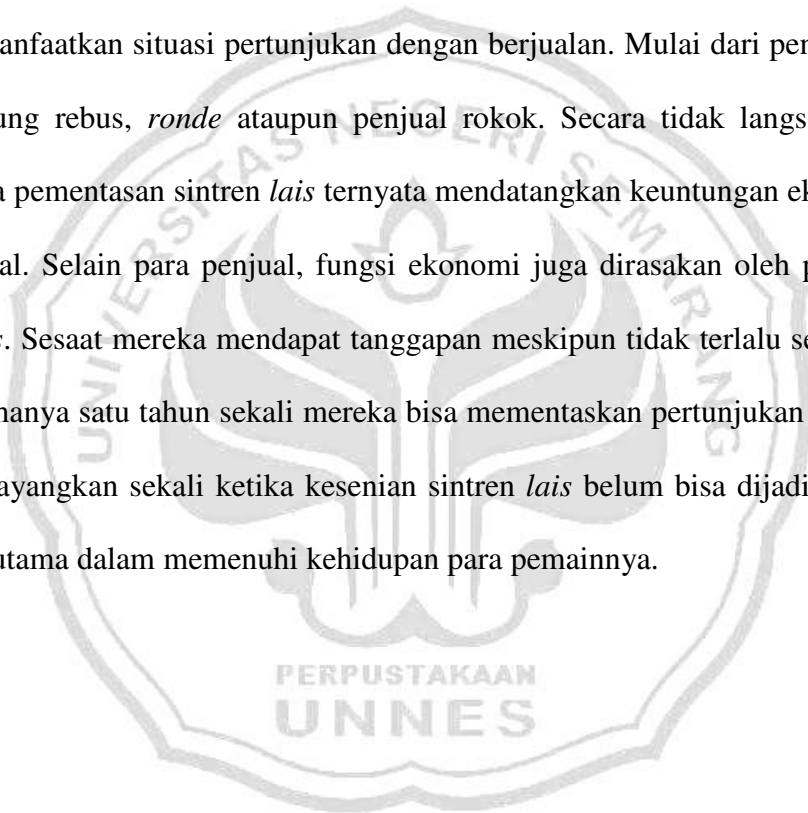 anfaatkan situasi pertunjukan dengan berjualan. Mulai dari pen
ung rebus, ronde ataupun penjual rokok. Secara tidak langs
a pementasan sintren lais ternyata mendatangkan keuntungan ek
al. Selain para penjual, fungsi ekonomi juga dirasakan oleh p
s. Sesaat mereka mendapat tanggapan meskipun tidak terlalu se
hanya satu tahun sekali mereka bisa mementaskan pertunjukan
ayangkan sekali ketika kesenian sintren lais belum bisa dijadi
utama dalam memenuhi kehidupan para pemainnya.
UNIVERSITAS NEGERI SEMARANG
PERPUSTAKAAN
UNNES